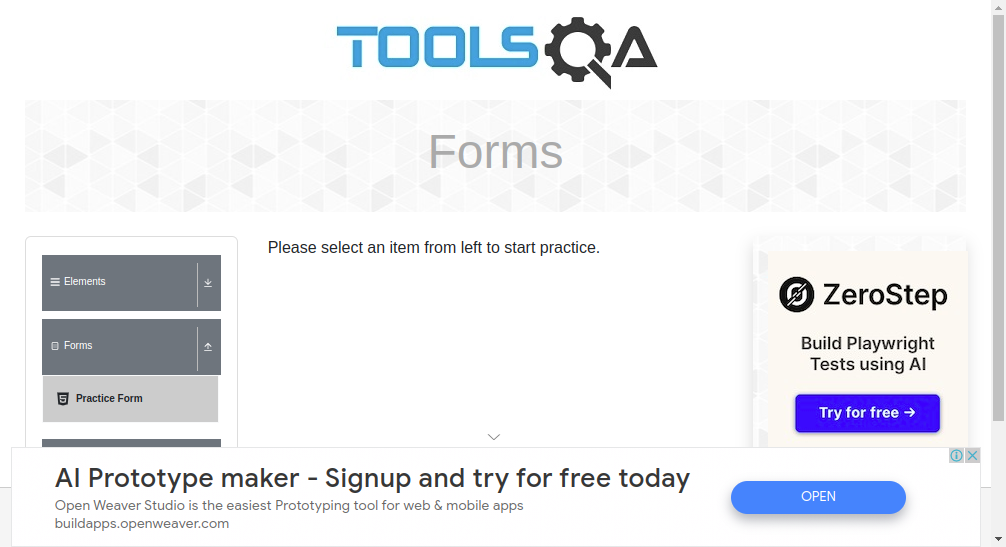 TOOLSQA
Forms
Please select an item from left to start practice.
Elements
Forms
Practice Form
ZeroStep
Build Playwright
Tests using AI
Try for free →
AI Prototype maker - Signup and try for free today
Open Weaver Studio is the easiest Prototyping tool for web & mobile apps
buildapps.openweaver.com
OPEN